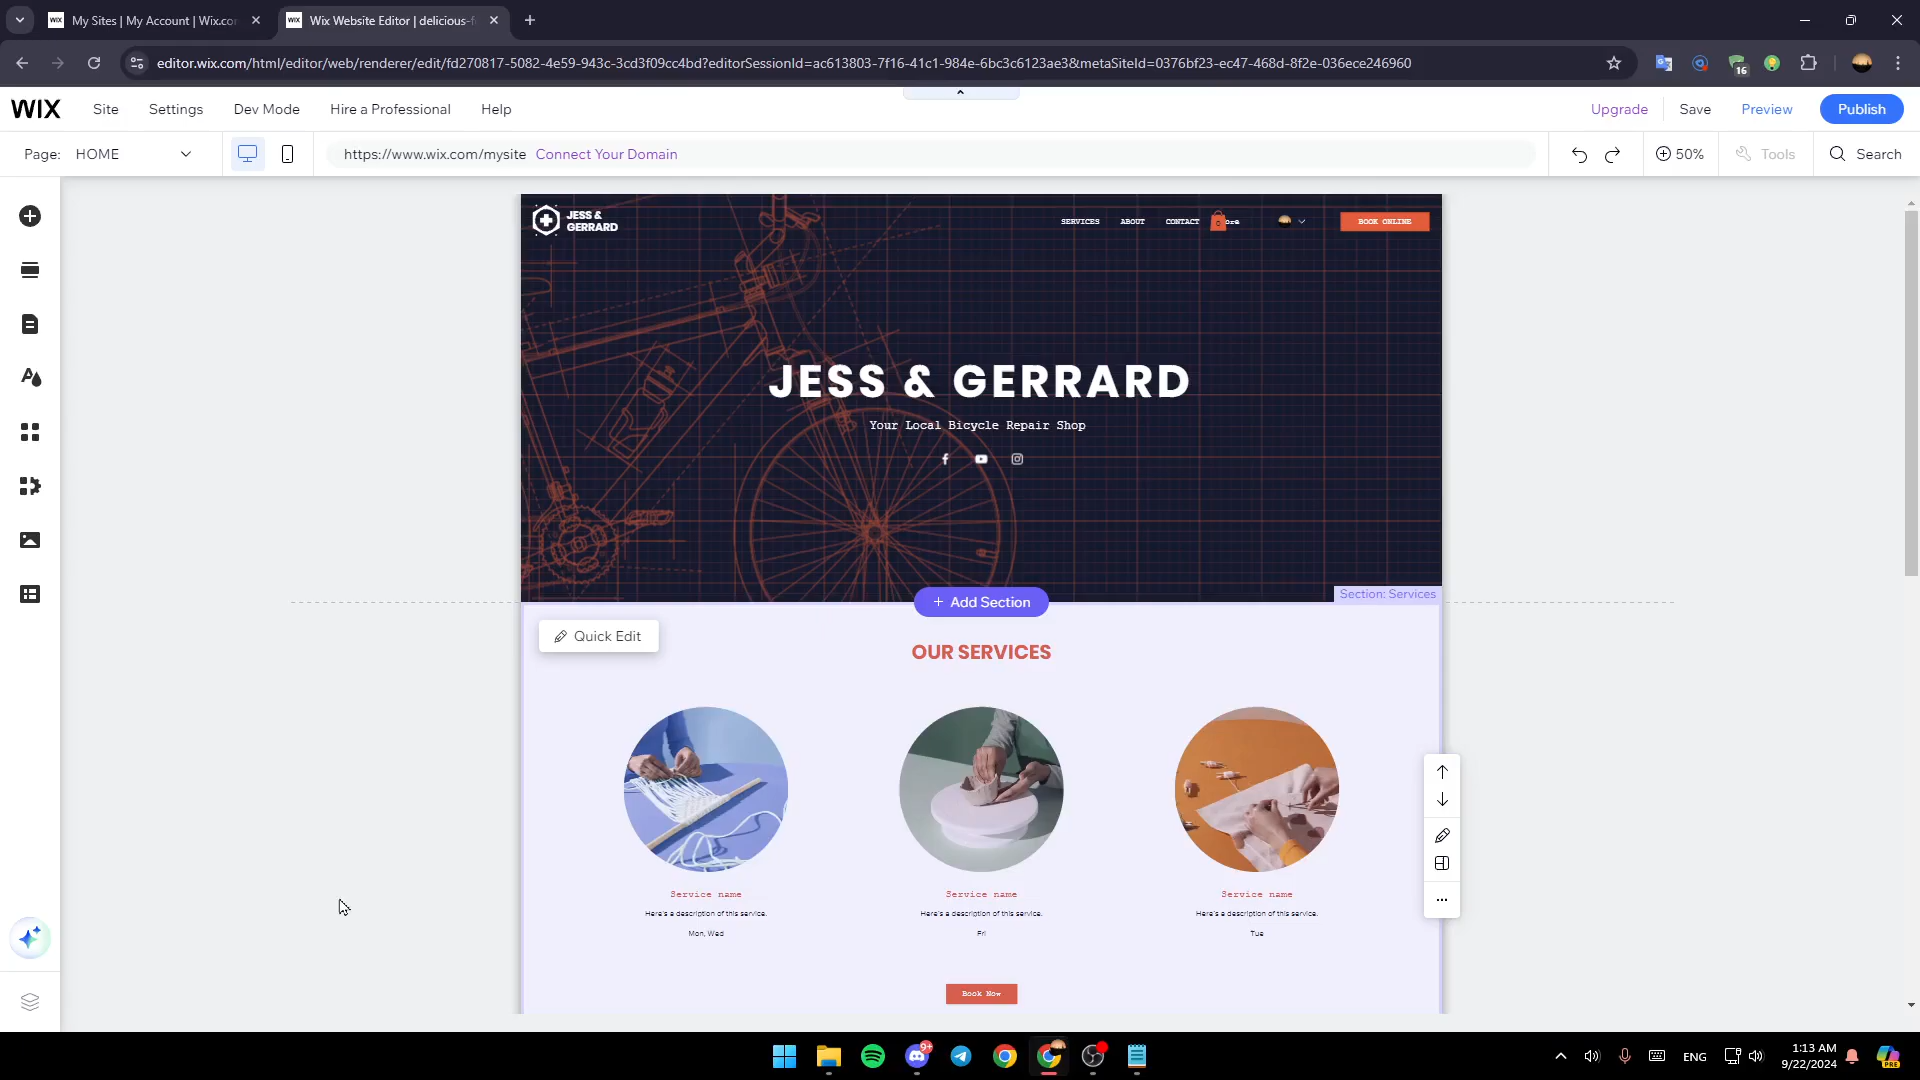 My Sites | My Account | Wix.co
Wix Website Editor | delicious-f
editor.wix.com/html/editor/web/renderer/edit/fd270817-5082-4e59-943c-3cd3f09cc4bd?editorSessionId=ac613803-7f16-41c1-984e-6bc3c6123ae3&metaSiteId=0376bf23-ec47-468d-8f2e-036ece246960
16
WIX
Site
Settings
Dev Mode
Hire a Professional
Help
Upgrade
Save
Preview
Publish
Page: HOME
https://www.wix.com/mysite Connect Your Domain
50%
Tools
Search
JESS &
GERRARD
SERVICES
ABOUT
CONTACT
ore
BOOK ONLINE
JESS & GERRARD
Your Local Bicycle Repair Shop
Section: Services
+ Add Section
Quick Edit
OUR SERVICES
Service name
Service name
Service name
Here's a description of this service.
Here's a description of this service.
Here's a description of this service.
Mon, Wed
Fri
Tue
Book Now
9+
ENG
1:13 AM
9/22/2024
PRE